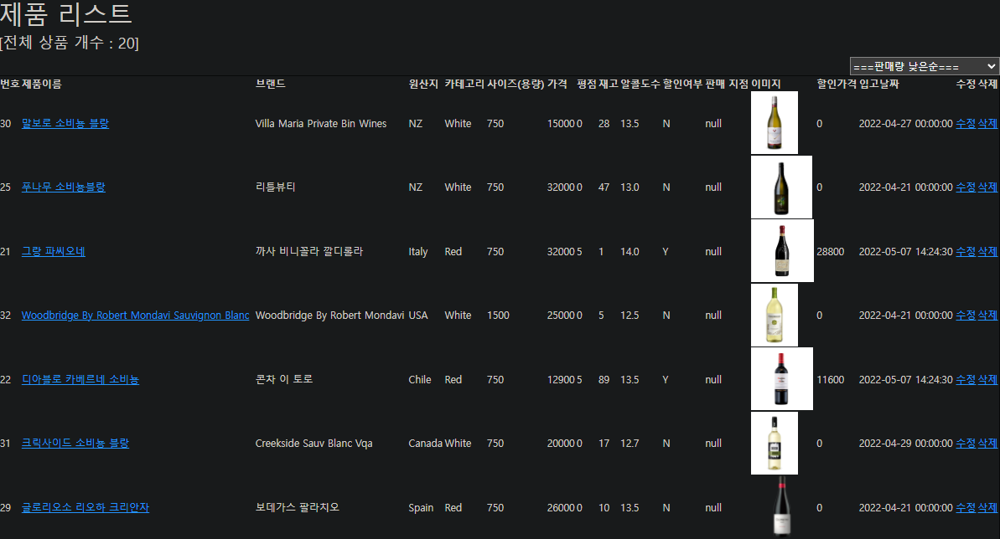 제품 리스트
[전체 상품 개수 : 20]
===판매량 낮은순===
번호 제품이름 브랜드 원산지 카테고리 사이즈(용량) 가격 평점 재고 알콜도수 할인여부 판매 지점 이미지 할인가격 입고날짜 수정 삭제
30 말보로 소비뇽 블랑 Villa Maria Private Bin Wines NZ White 750 15000 0 28 13.5 N null 0 2022-04-27 00:00:00 수정 삭제
25 푸나무 소비뇽블랑 리틀뷰티 NZ White 750 32000 0 47 13.0 N null 0 2022-04-21 00:00:00 수정 삭제
21 그랑 파씨오네 까사 비니꼴라 깔디롤라 Italy Red 750 32000 5 1 14.0 Y null 28800 2022-05-07 14:24:30 수정 삭제
32 Woodbridge By Robert Mondavi Sauvignon Blanc Woodbridge By Robert Mondavi USA White 1500 25000 0 5 12.5 N null 0 2022-04-21 00:00:00 수정 삭제
22 디아블로 카베르네 소비뇽 콘차 이 토로 Chile Red 750 12900 5 89 13.5 Y null 11600 2022-05-07 14:24:30 수정 삭제
31 크릭사이드 소비뇽 블랑 Creekside Sauv Blanc Vqa Canada White 750 20000 0 17 12.7 N null 0 2022-04-29 00:00:00 수정 삭제
29 글로리오소 리오하 크리안자 보데가스 팔라치오 Spain Red 750 26000 0 10 13.5 N null 0 2022-04-21 00:00:00 수정 삭제